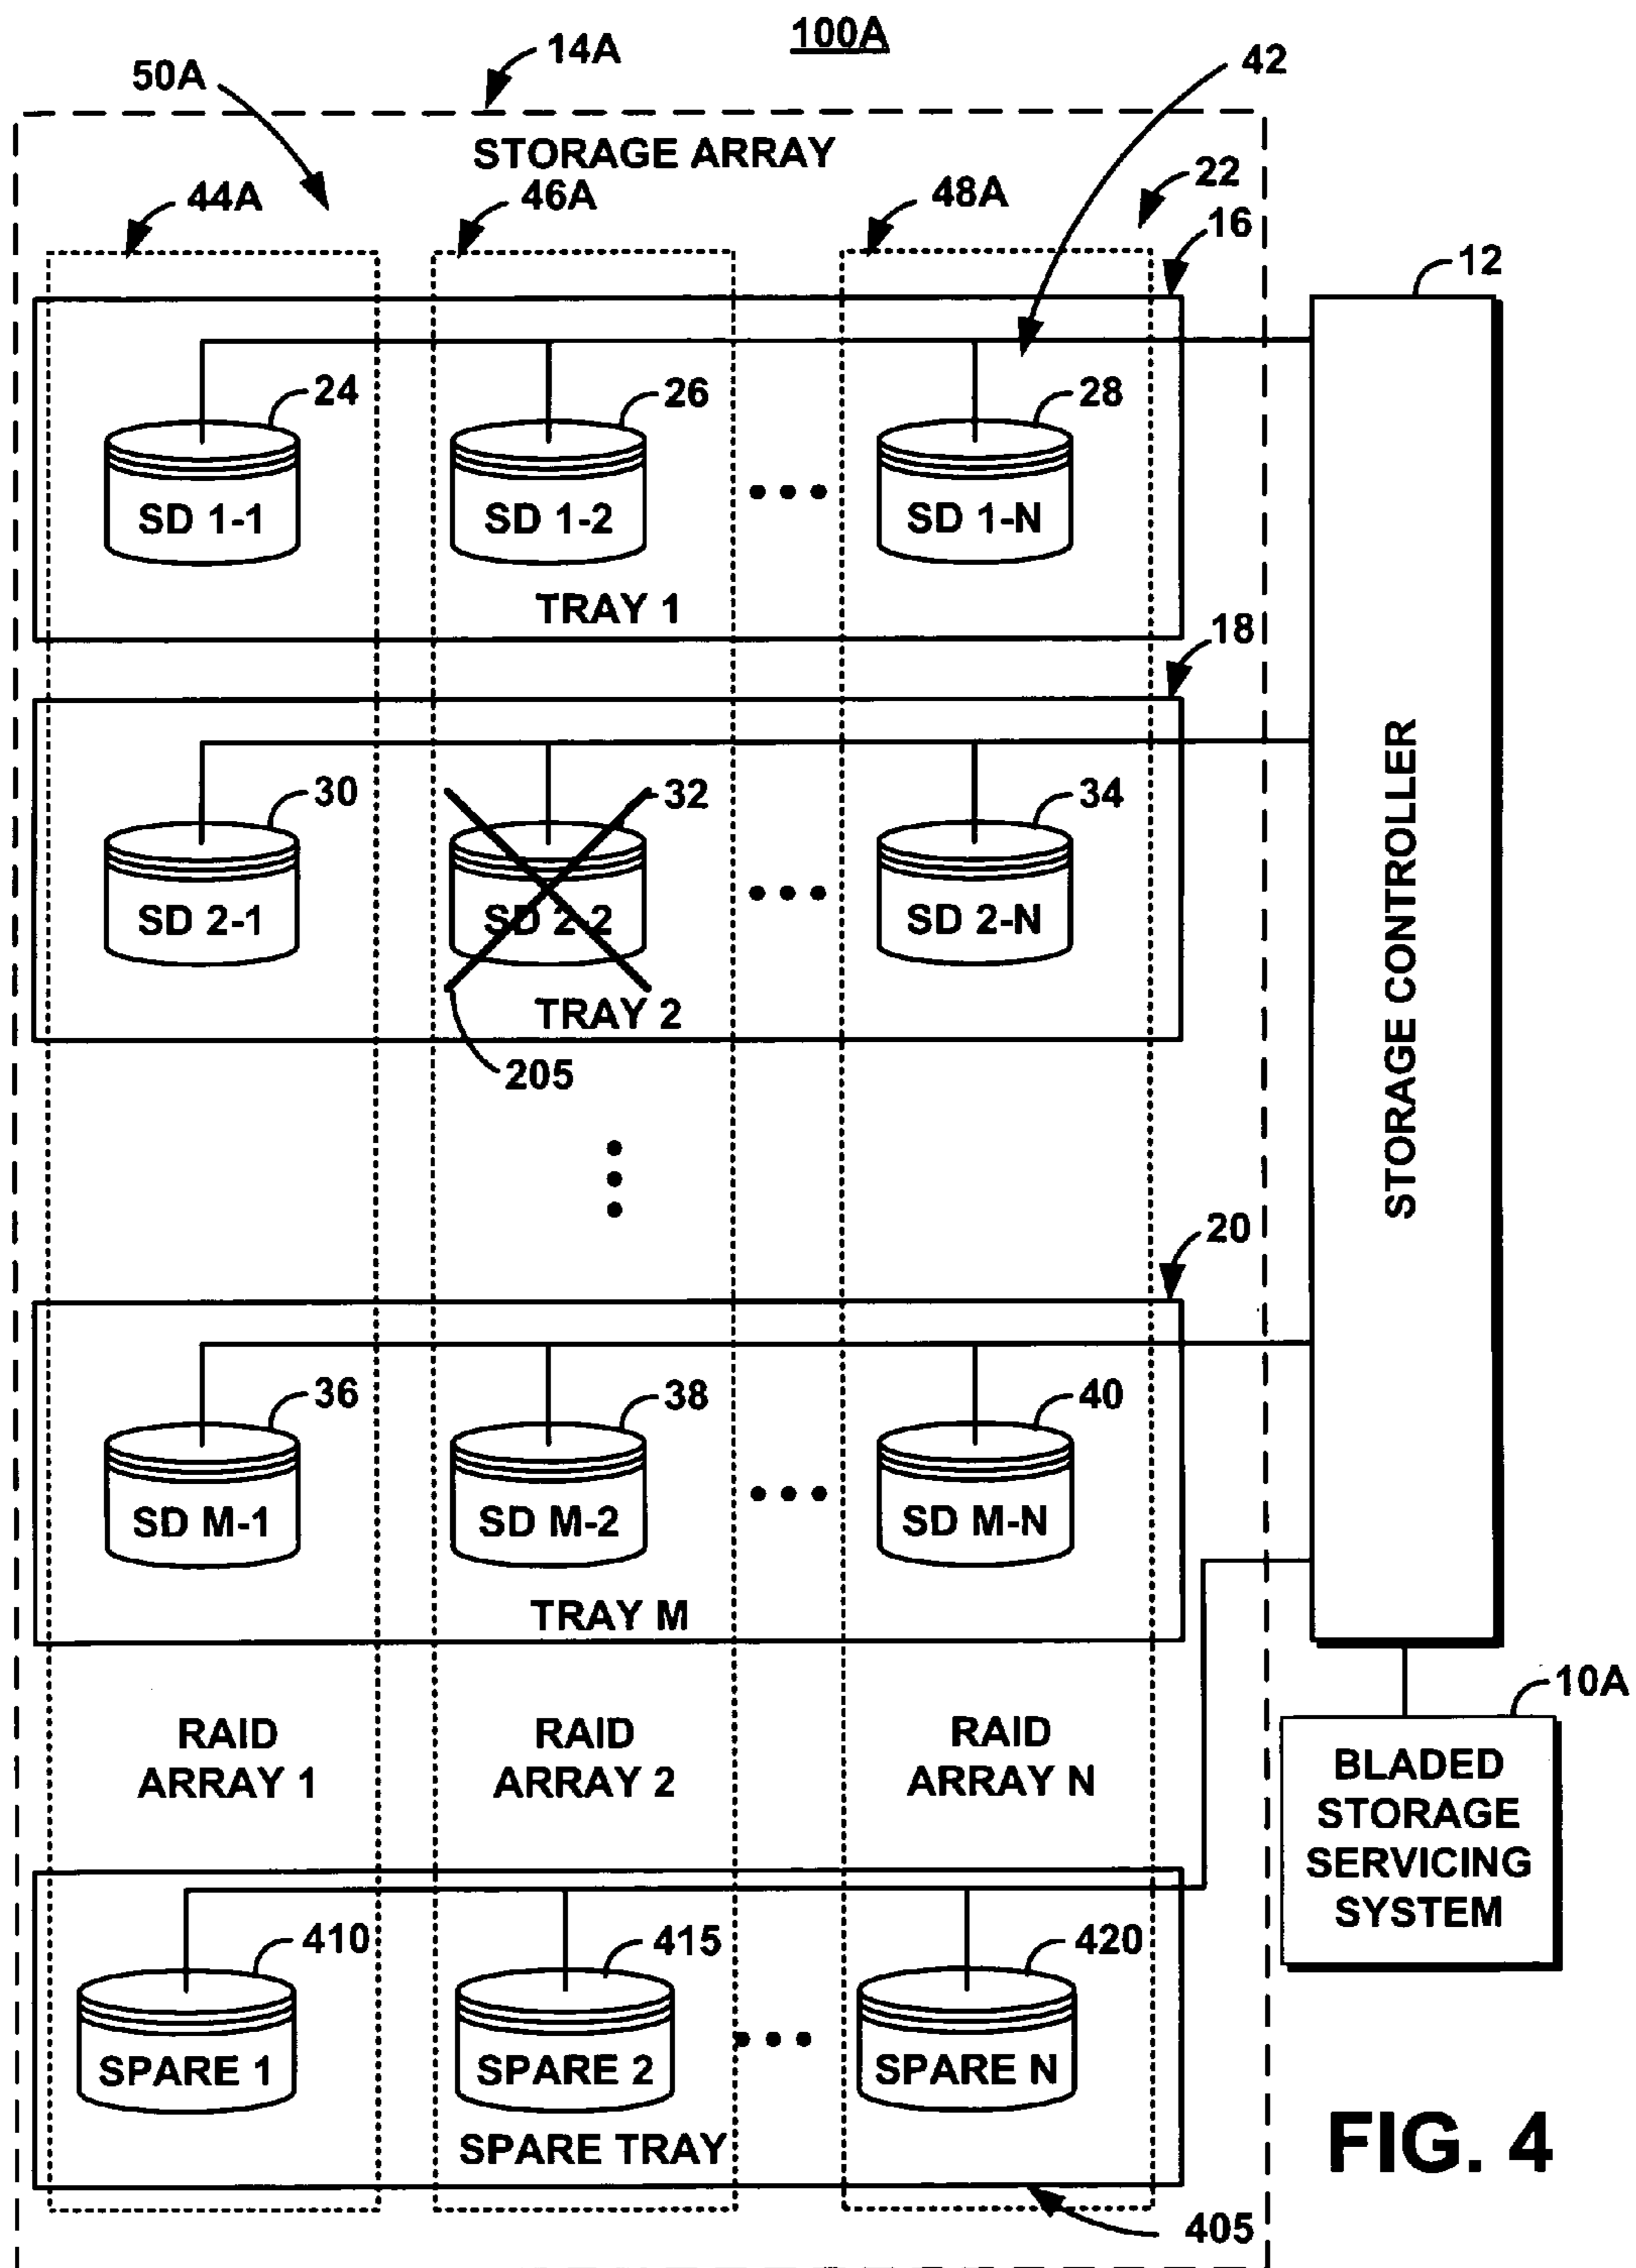 100A
14A
50A
42
STORAGE ARRAY
44A
46A
48A
22
16
12
24
26
28
SD 1-1
SD 1-2
SD 1-N
TRAY 1
18
STORAGE CONTROLLER
30
32
34
SD 2-1
SD 2-2
SD 2-N
TRAY 2
205
20
36
38
40
SD M-1
SD M-2
SD M-N
TRAY M
10A
RAID
ARRAY 1
RAID
ARRAY 2
RAID
ARRAY N
BLADED
STORAGE
SERVICING
SYSTEM
410
415
420
SPARE 1
SPARE 2
SPARE N
SPARE TRAY
405
FIG. 4